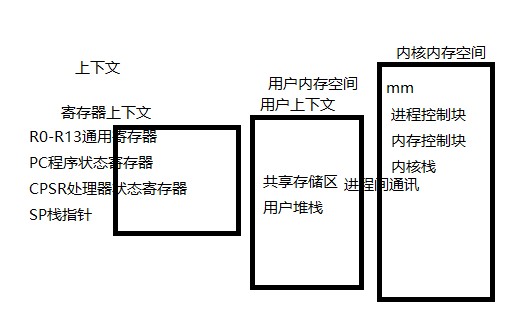 上下文
寄存器上下文
R0-R13通用寄存器
PC程序状态寄存器
CPSR处理器状态寄存器
SP栈指针
用户内存空间
用户上下文
共享存储区
用户堆栈
进程间通讯
内核内存空间
mm
进程控制块
内存控制块
内核栈